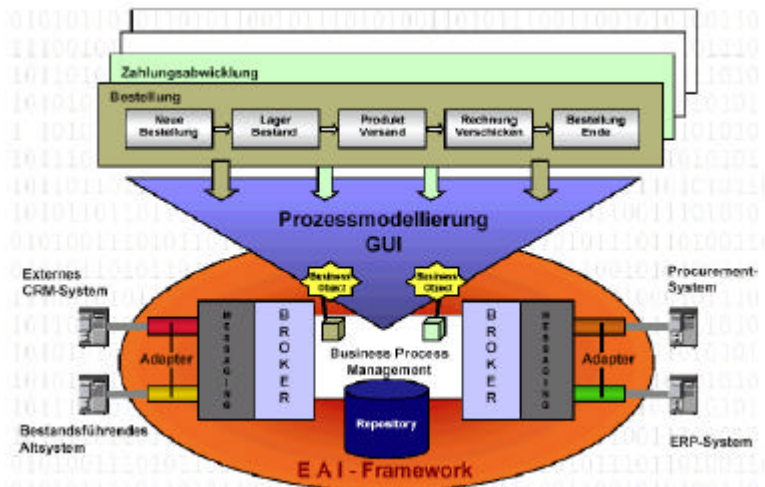 Zahlungsabwicklung
Bestellung
Neue
Bestellung
Lager
Bestand
Produkt
Versand
Rechnung
Verschicken
Bestellung
Ende
Prozessmodellierung
GUI
Business
Object
Business
Object
Externes
CRM-System
Procurement-
System
Adapter
MESSAGING
BROKER
Business Process
Management
BROKER
MESSAGING
Adapter
Bestandsführendes
Altsystem
Repository
ERP-System
EAI-Framework